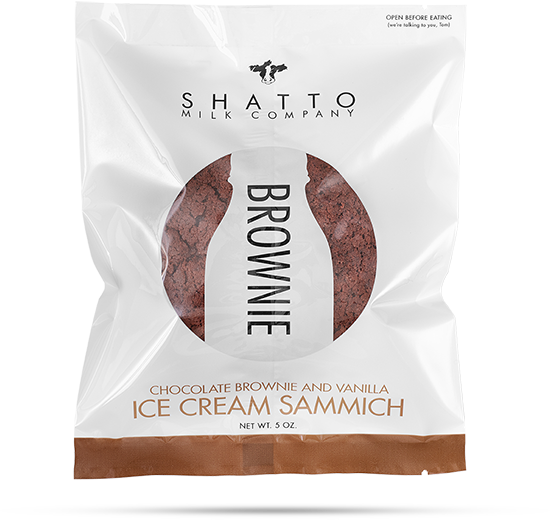 OPEN BEFORE EATING
(we're talking to you, Tom)
SHATTO
MILK COMPANY
BROWNIE
CHOCOLATE BROWNIE AND VANILLA
ICE CREAM SAMMICH
NET WT. 5 OZ.